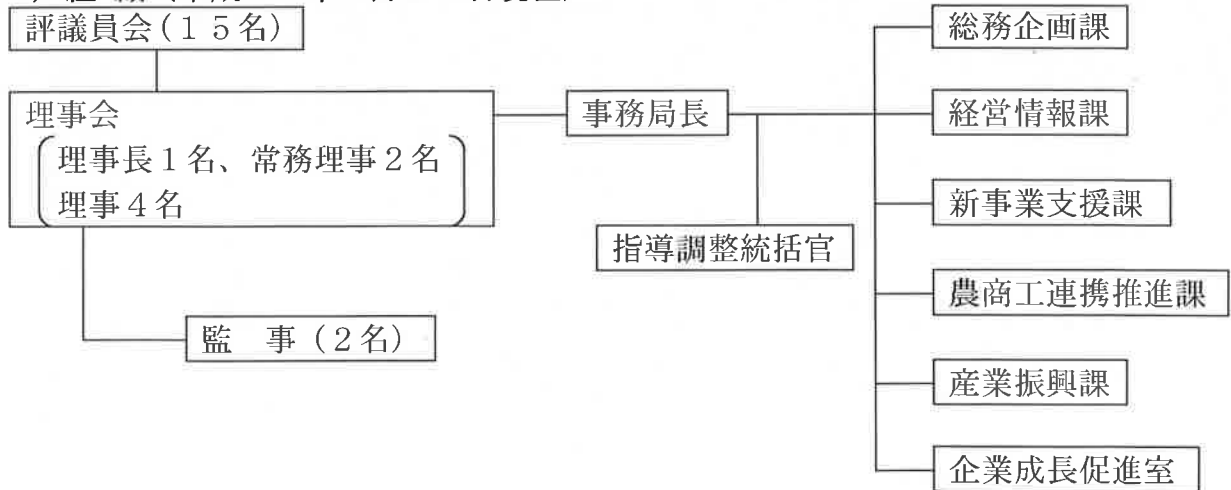 評議員会（１５名）
理事会
理事長１名、常務理事２名
理事４名
監　事（２名）
事務局長
指導調整統括官
総務企画課
経営情報課
新事業支援課
農商工連携推進課
産業振興課
企業成長促進室